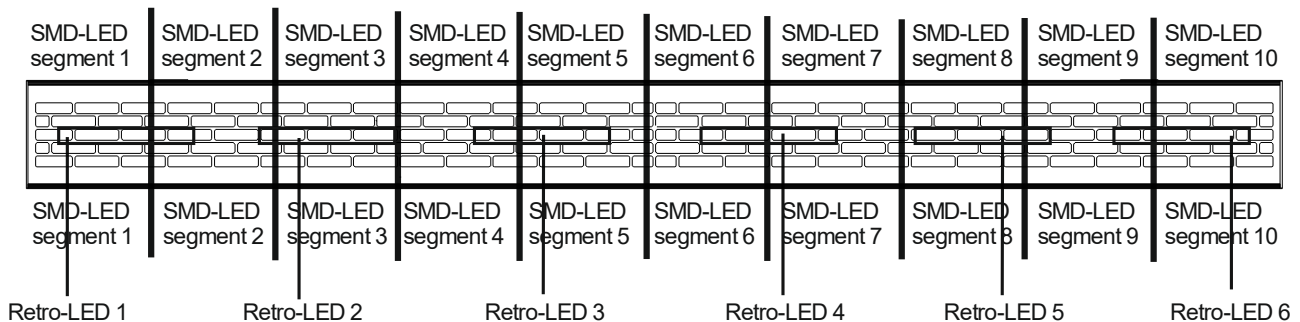 SMD-LED SMD-LED SMD-LED SMD-LED SMD-LED SMD-LED SMD-LED SMD-LED SMD-LED SMD-LED
segment 1 segment 2 segment 3 segment 4 segment 5 segment 6 segment 7 segment 8 segment 9 segment 10
SMD-LED SMD-LED SMD-LED SMD-LED SMD-LED SMD-LED SMD-LED SMD-LED SMD-LED SMD-LED
segment 1 segment 2 segment 3 segment 4 segment 5 segment 6 segment 7 segment 8 segment 9 segment 10
Retro-LED 1 Retro-LED 2 Retro-LED 3 Retro-LED 4 Retro-LED 5 Retro-LED 6